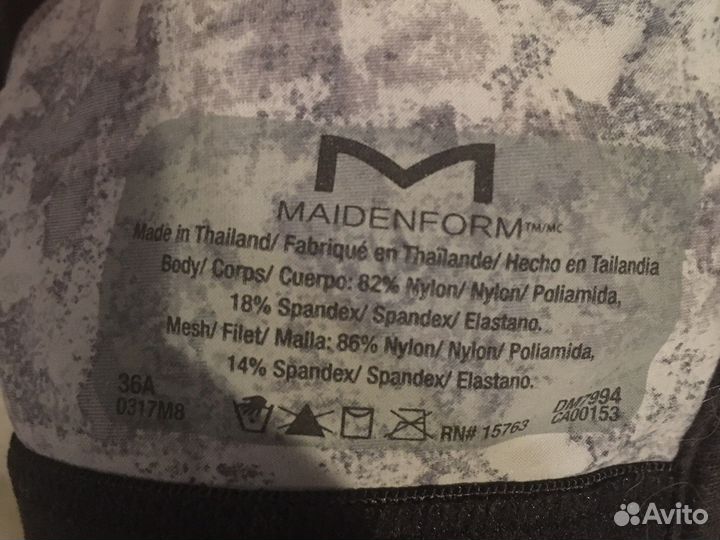 MAIDENFORM™/MC
Made in Thailand/ Fabriqué en Thaïlande/ Hecho en Tailandia
Body/ Corps/ Cuerpo: 82% Nylon/ Nylon/ Poliamida,
18% Spandex/ Spandex/ Elastano.
Mesh/ Filet/ Malla: 86% Nylon/ Nylon/ Poliamida,
14% Spandex/ Spandex/ Elastano.
36A
0317M8
RN# 15763
DM7994
CA00153
Avito